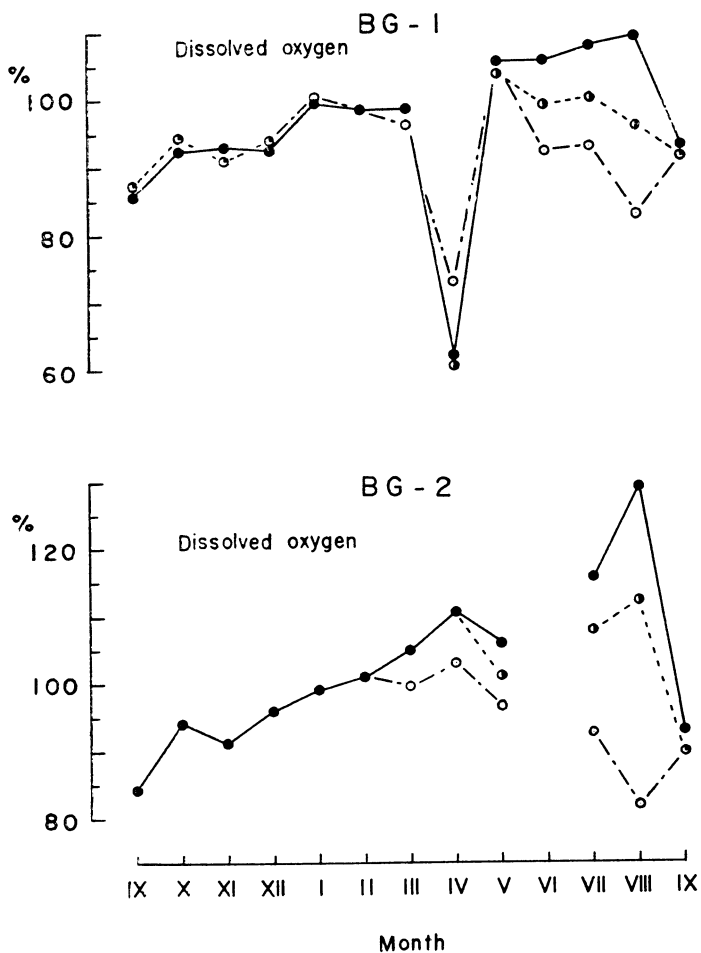 BG-1
Dissolved oxygen
%
100
80
60
BG-2
%
Dissolved oxygen
120
100
80
IX X XI XII I II III IV V VI VII VIII IX
Month